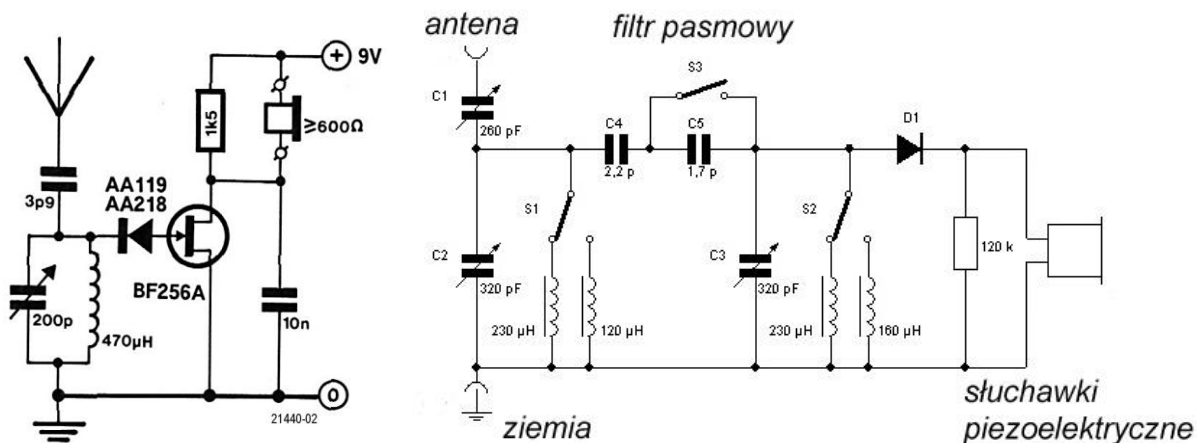 9V
1k5
≥600Ω
3p9
AA119
AA218
BF256A
200p
470µH
10n
21440-02
0
antena
filtr pasmowy
S3
C1
260 pF
C4
2,2 p
C5
1,7 p
D1
S1
S2
C2
320 pF
C3
320 pF
120 k
230 µH
120 µH
230 µH
160 µH
ziemia
słuchawki
piezoelektryczne